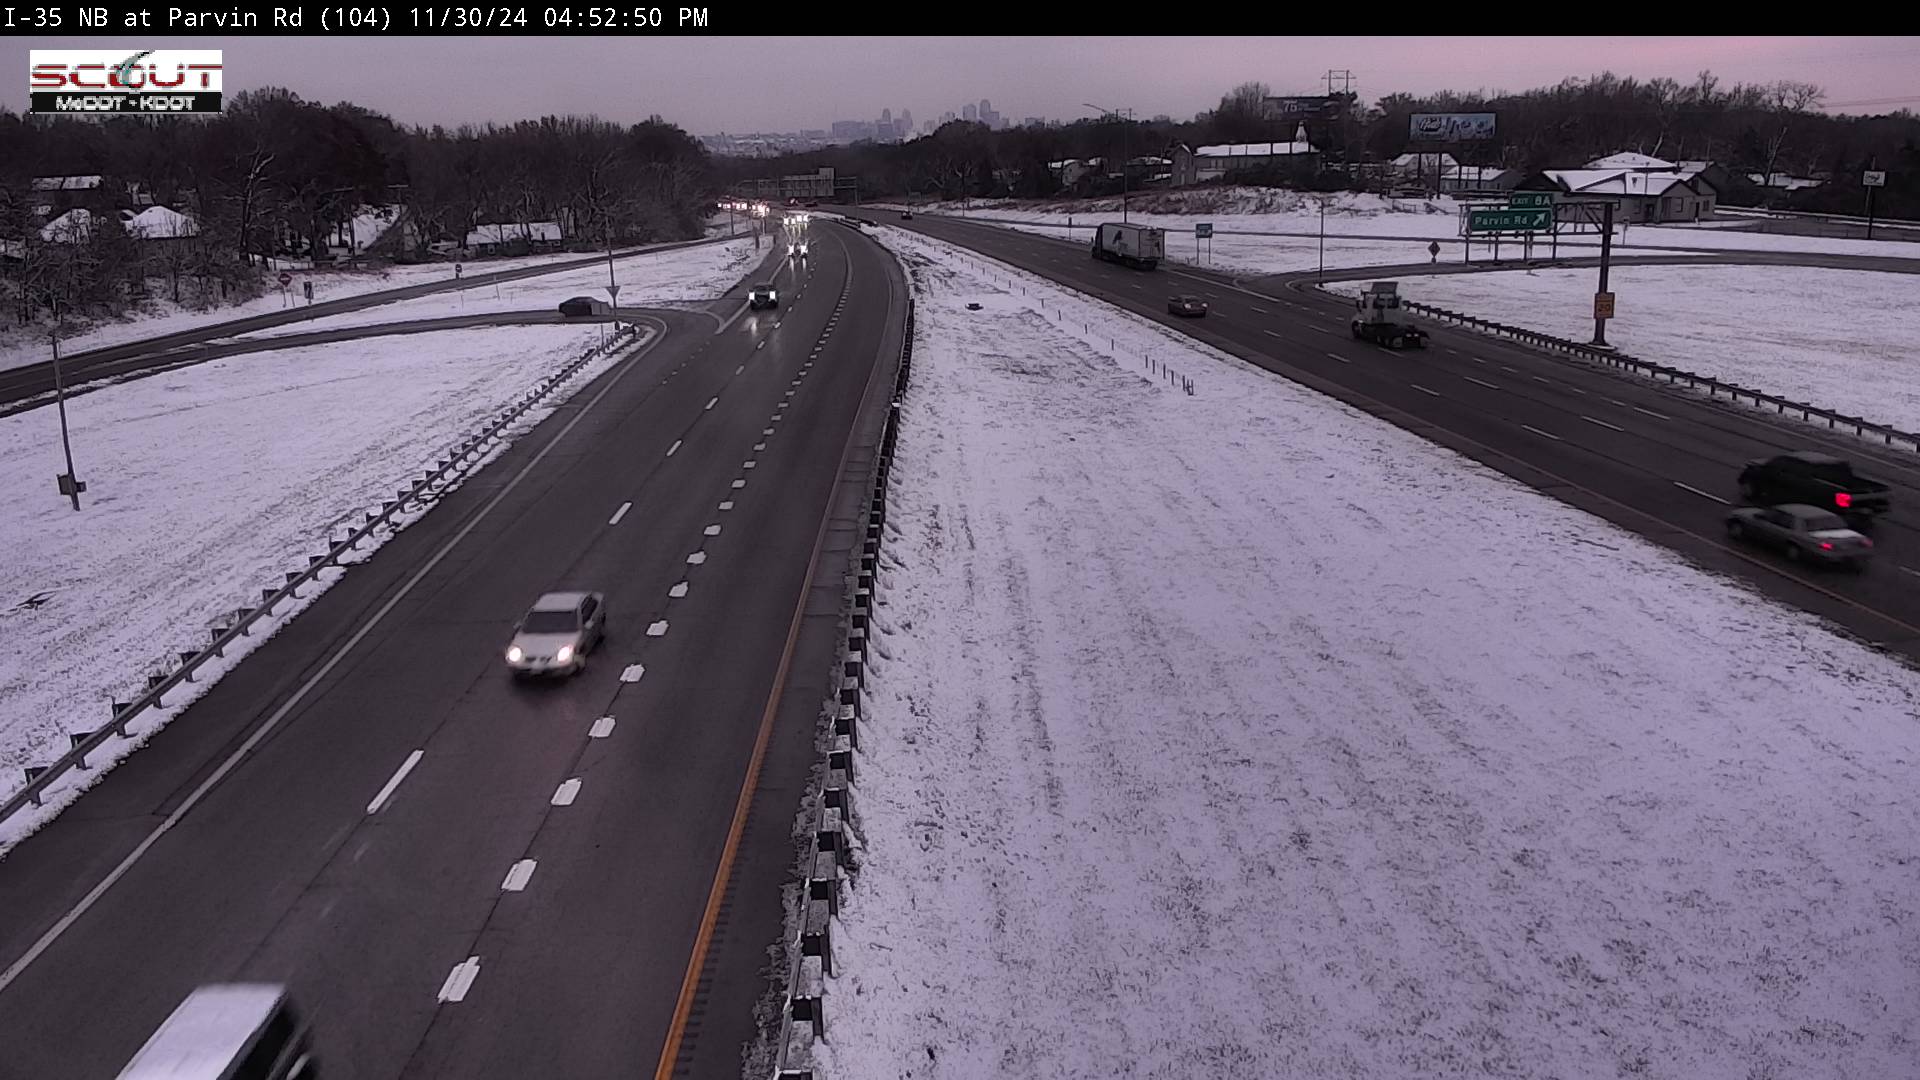 I-35 NB at Parvin Rd (104) 11/30/24 04:52:50 PM
SCOUT
MoDOT - KDOT
EXIT 8A
Parvin Rd